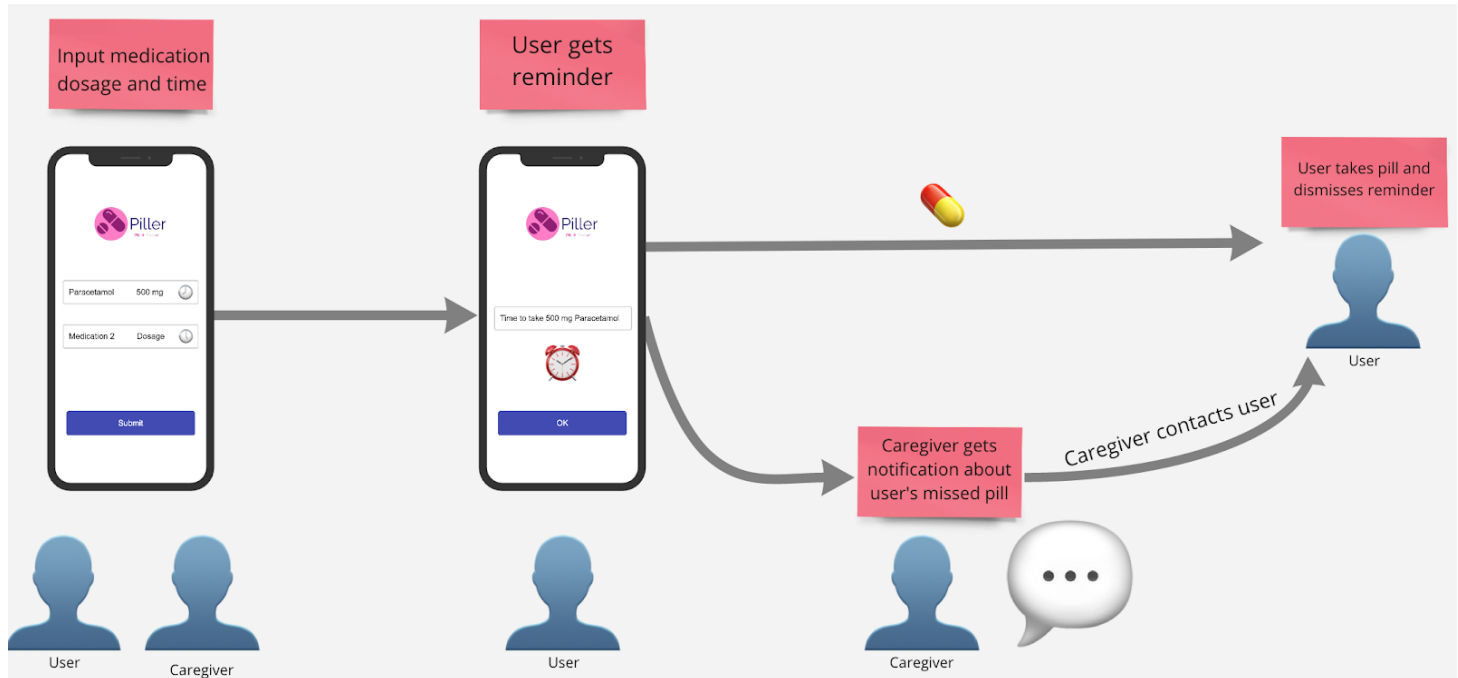 Input medication
dosage and time
User gets
reminder
User takes pill and
dismisses reminder
Piller
Paracetamol 500 mg
Medication 2 Dosage
Submit
Piller
Time to take 500 mg Paracetamol
OK
Caregiver gets
notification about
user's missed pill
Caregiver contacts user
User
User
Caregiver
User
Caregiver